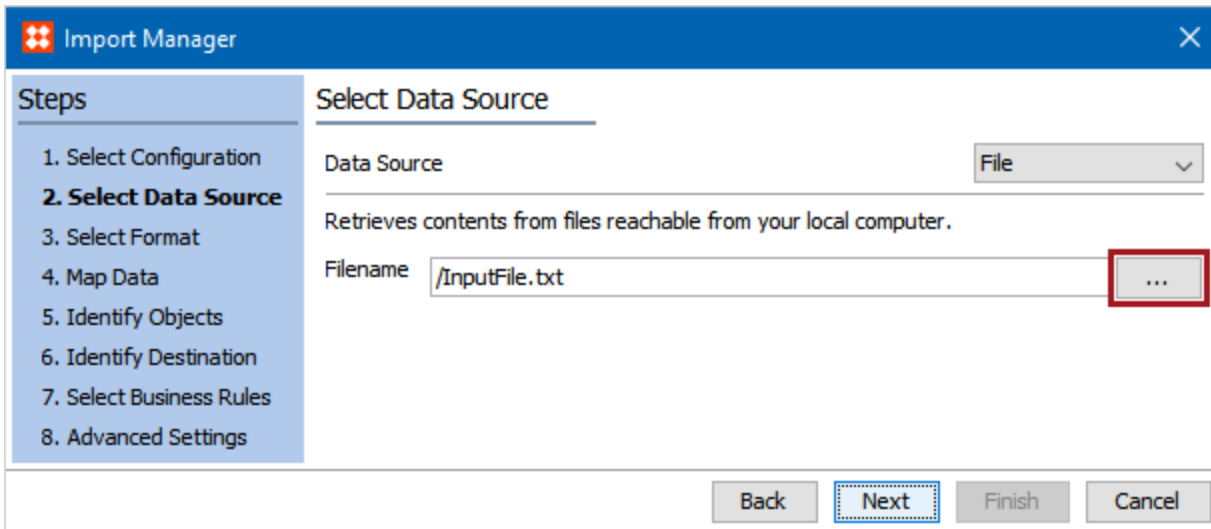 Import Manager
Steps
1. Select Configuration
2. Select Data Source
3. Select Format
4. Map Data
5. Identify Objects
6. Identify Destination
7. Select Business Rules
8. Advanced Settings
Select Data Source
Data Source File
Retrieves contents from files reachable from your local computer.
Filename /InputFile.txt ...
Back Next Finish Cancel